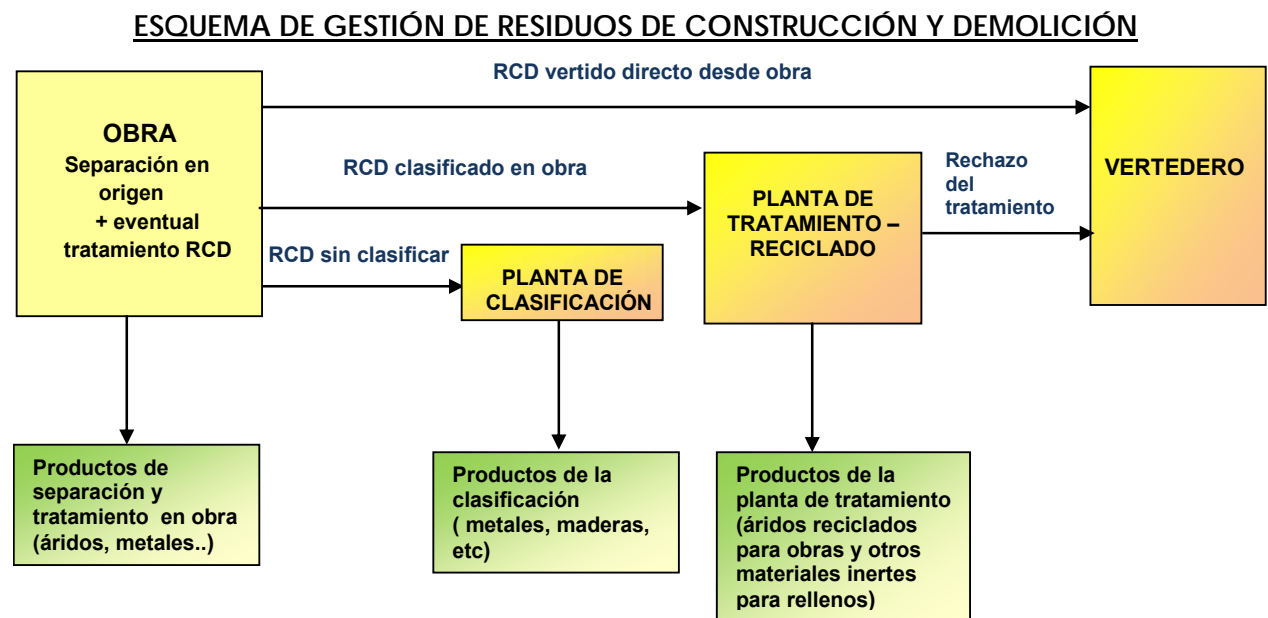 ESQUEMA DE GESTIÓN DE RESIDUOS DE CONSTRUCCIÓN Y DEMOLICIÓN
RCD vertido directo desde obra
OBRA
Separación en
origen
+ eventual
tratamiento RCD
RCD clasificado en obra
RCD sin clasificar
PLANTA DE
CLASIFICACIÓN
PLANTA DE
TRATAMIENTO –
RECICLADO
Rechazo
del
tratamiento
VERTEDERO
Productos de
separación y
tratamiento en obra
(áridos, metales..)
Productos de la
clasificación
( metales, maderas,
etc)
Productos de la
planta de tratamiento
(áridos reciclados
para obras y otros
materiales inertes
para rellenos)